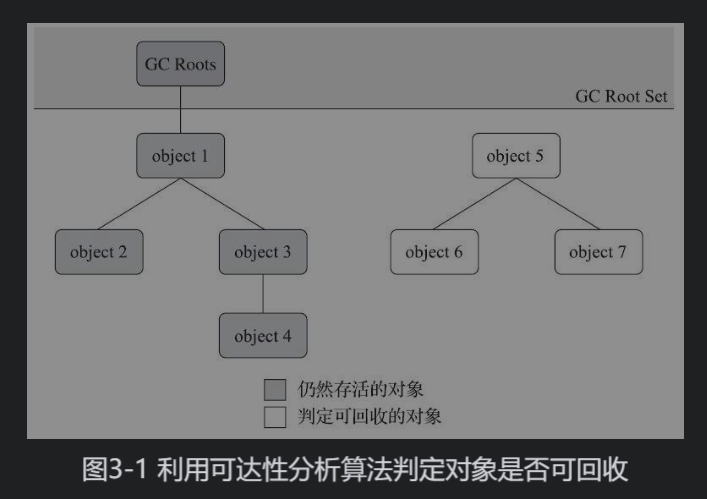 GC Roots
GC Root Set
object 1
object 5
object 2
object 3
object 6
object 7
object 4
仍然存活的对象
判定可回收的对象
图3-1 利用可达性分析算法判定对象是否可回收